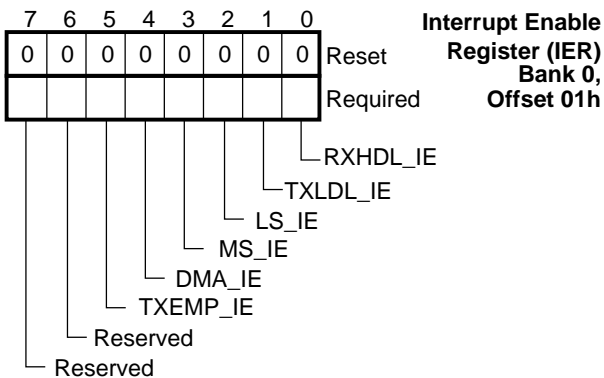 7 6 5 4 3 2 1 0
Interrupt Enable
0 0 0 0 0 0 0 0 Reset
Register (IER)
Bank 0,
Required
Offset 01h
RXHDL_IE
TXLDL_IE
LS_IE
MS_IE
DMA_IE
TXEMP_IE
Reserved
Reserved